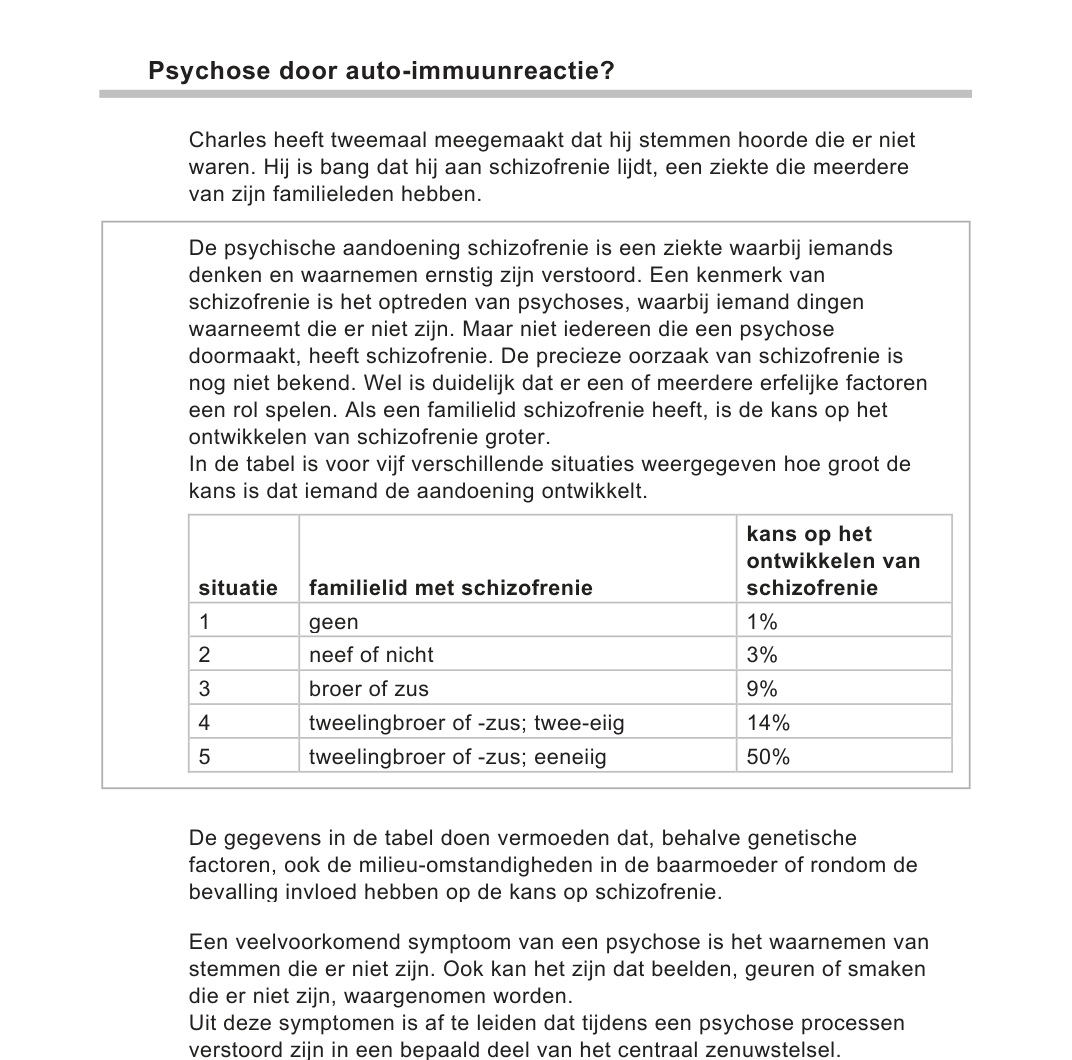 Psychose door auto-immuunreactie?
Charles heeft tweemaal meegemaakt dat hij stemmen hoorde die er niet
waren. Hij is bang dat hij aan schizofrenie lijdt, een ziekte die meerdere
van zijn familieleden hebben.
De psychische aandoening schizofrenie is een ziekte waarbij iemands
denken en waarnemen ernstig zijn verstoord. Een kenmerk van
schizofrenie is het optreden van psychoses, waarbij iemand dingen
waarneemt die er niet zijn. Maar niet iedereen die een psychose
doormaakt, heeft schizofrenie. De precieze oorzaak van schizofrenie is
nog niet bekend. Wel is duidelijk dat er een of meerdere erfelijke factoren
een rol spelen. Als een familielid schizofrenie heeft, is de kans op het
ontwikkelen van schizofrenie groter.
In de tabel is voor vijf verschillende situaties weergegeven hoe groot de
kans is dat iemand de aandoening ontwikkelt.
kans op het
ontwikkelen van
situatie familielid met schizofrenie schizofrenie
1 geen 1%
2 neef of nicht 3%
3 broer of zus 9%
4 tweelingbroer of -zus; twee-eiig 14%
5 tweelingbroer of -zus; eeneiig 50%
De gegevens in de tabel doen vermoeden dat, behalve genetische
factoren, ook de milieu-omstandigheden in de baarmoeder of rondom de
bevalling invloed hebben op de kans op schizofrenie.
Een veelvoorkomend symptoom van een psychose is het waarnemen van
stemmen die er niet zijn. Ook kan het zijn dat beelden, geuren of smaken
die er niet zijn, waargenomen worden.
Uit deze symptomen is af te leiden dat tijdens een psychose processen
verstoord zijn in een bepaald deel van het centraal zenuwstelsel.